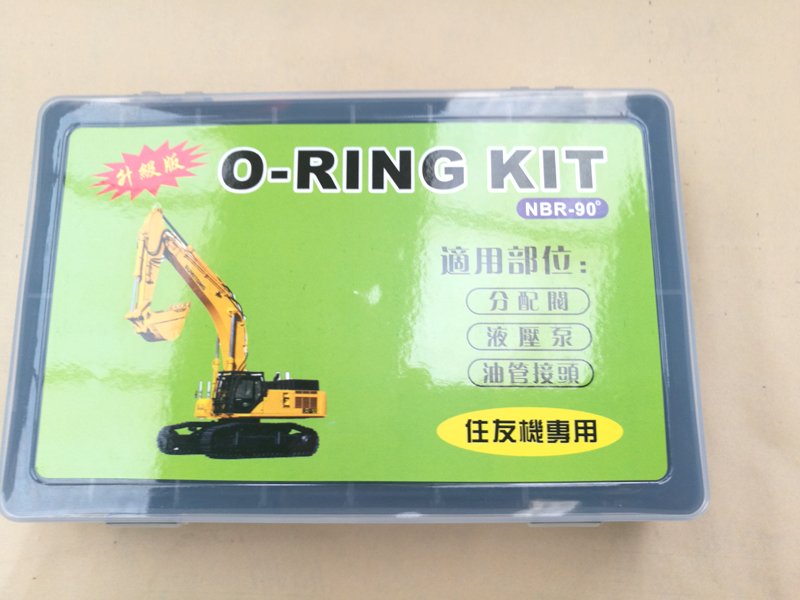 升級版
O-RING KIT
NBR-90°
適用部位：
分配閥
液壓泵
油管接頭
住友機專用